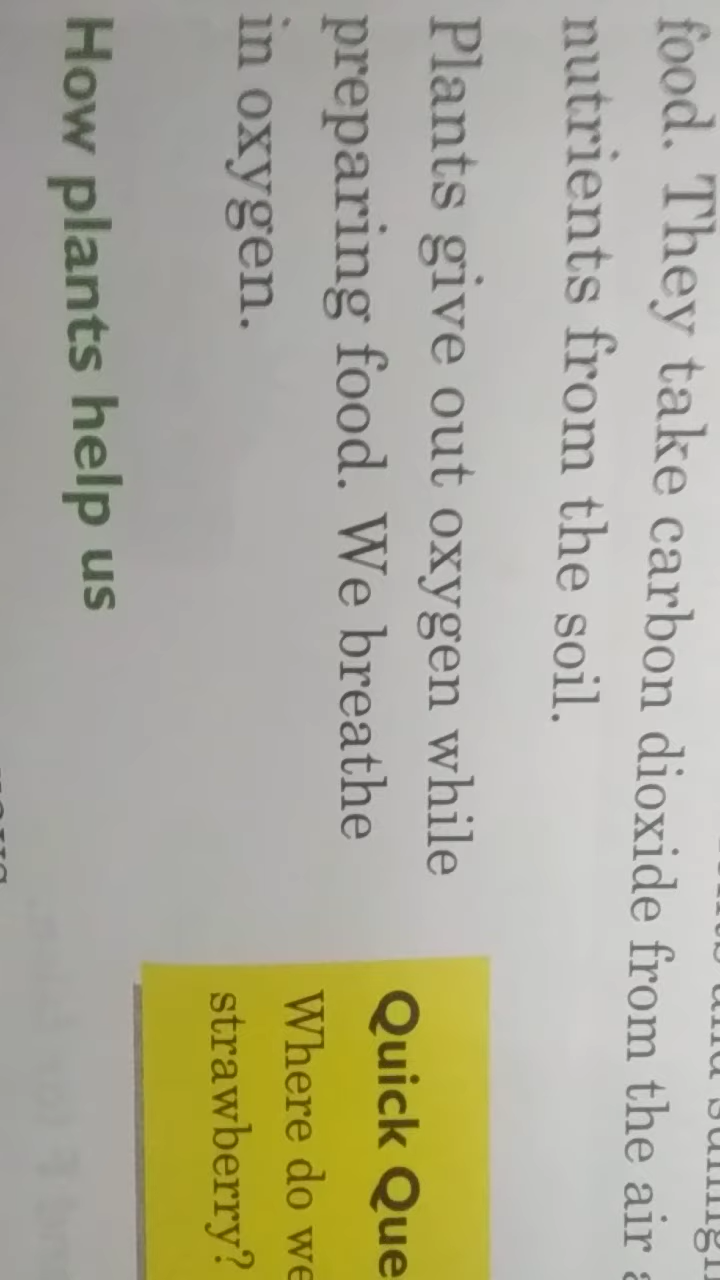 food. They take carbon dioxide from the air
nutrients from the soil.
Plants give out oxygen while
preparing food. We breathe
in oxygen.
Quick Que
Where do we
strawberry?
How plants help us